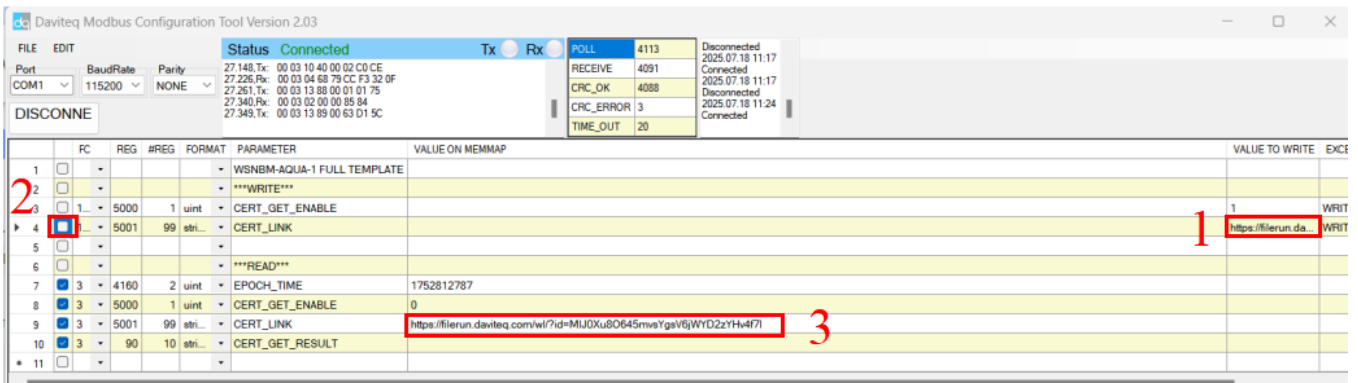 dq Daviteq Modbus Configuration Tool Version 2.03
FILE EDIT
Status Connected Tx Rx
Port BaudRate Parity
COM1 115200 NONE
DISCONNE
27.148,Tx: 00 03 10 40 00 02 C0 CE
27.226,Rx: 00 03 04 68 79 CC F3 32 0F
27.261,Tx: 00 03 13 88 00 01 01 75
27.340,Rx: 00 03 02 00 00 85 84
27.349,Tx: 00 03 13 89 00 63 D1 5C
POLL 4113
RECEIVE 4091
CRC_OK 4088
CRC_ERROR 3
TIME_OUT 20
Disconnected
2025.07.18 11:17
Connected
2025.07.18 11:17
Disconnected
2025.07.18 11:24
Connected
FC REG #REG FORMAT PARAMETER VALUE ON MEMMAP VALUE TO WRITE EXCE
1 WSNBM-AQUA-1 FULL TEMPLATE
2 ***WRITE***
3 1... 5000 1 uint CERT_GET_ENABLE 1 WRIT
4 1... 5001 99 stri... CERT_LINK https://filerun.da... WRIT
5
6 ***READ***
7 3 4160 2 uint EPOCH_TIME 1752812787
8 3 5000 1 uint CERT_GET_ENABLE 0
9 3 5001 99 stri... CERT_LINK https://filerun.daviteq.com/wl/?id=MIJ0Xu8O645mvsYgsV6jWYD2zYHv4f7I
10 3 90 10 stri... CERT_GET_RESULT
* 11
2
1
3